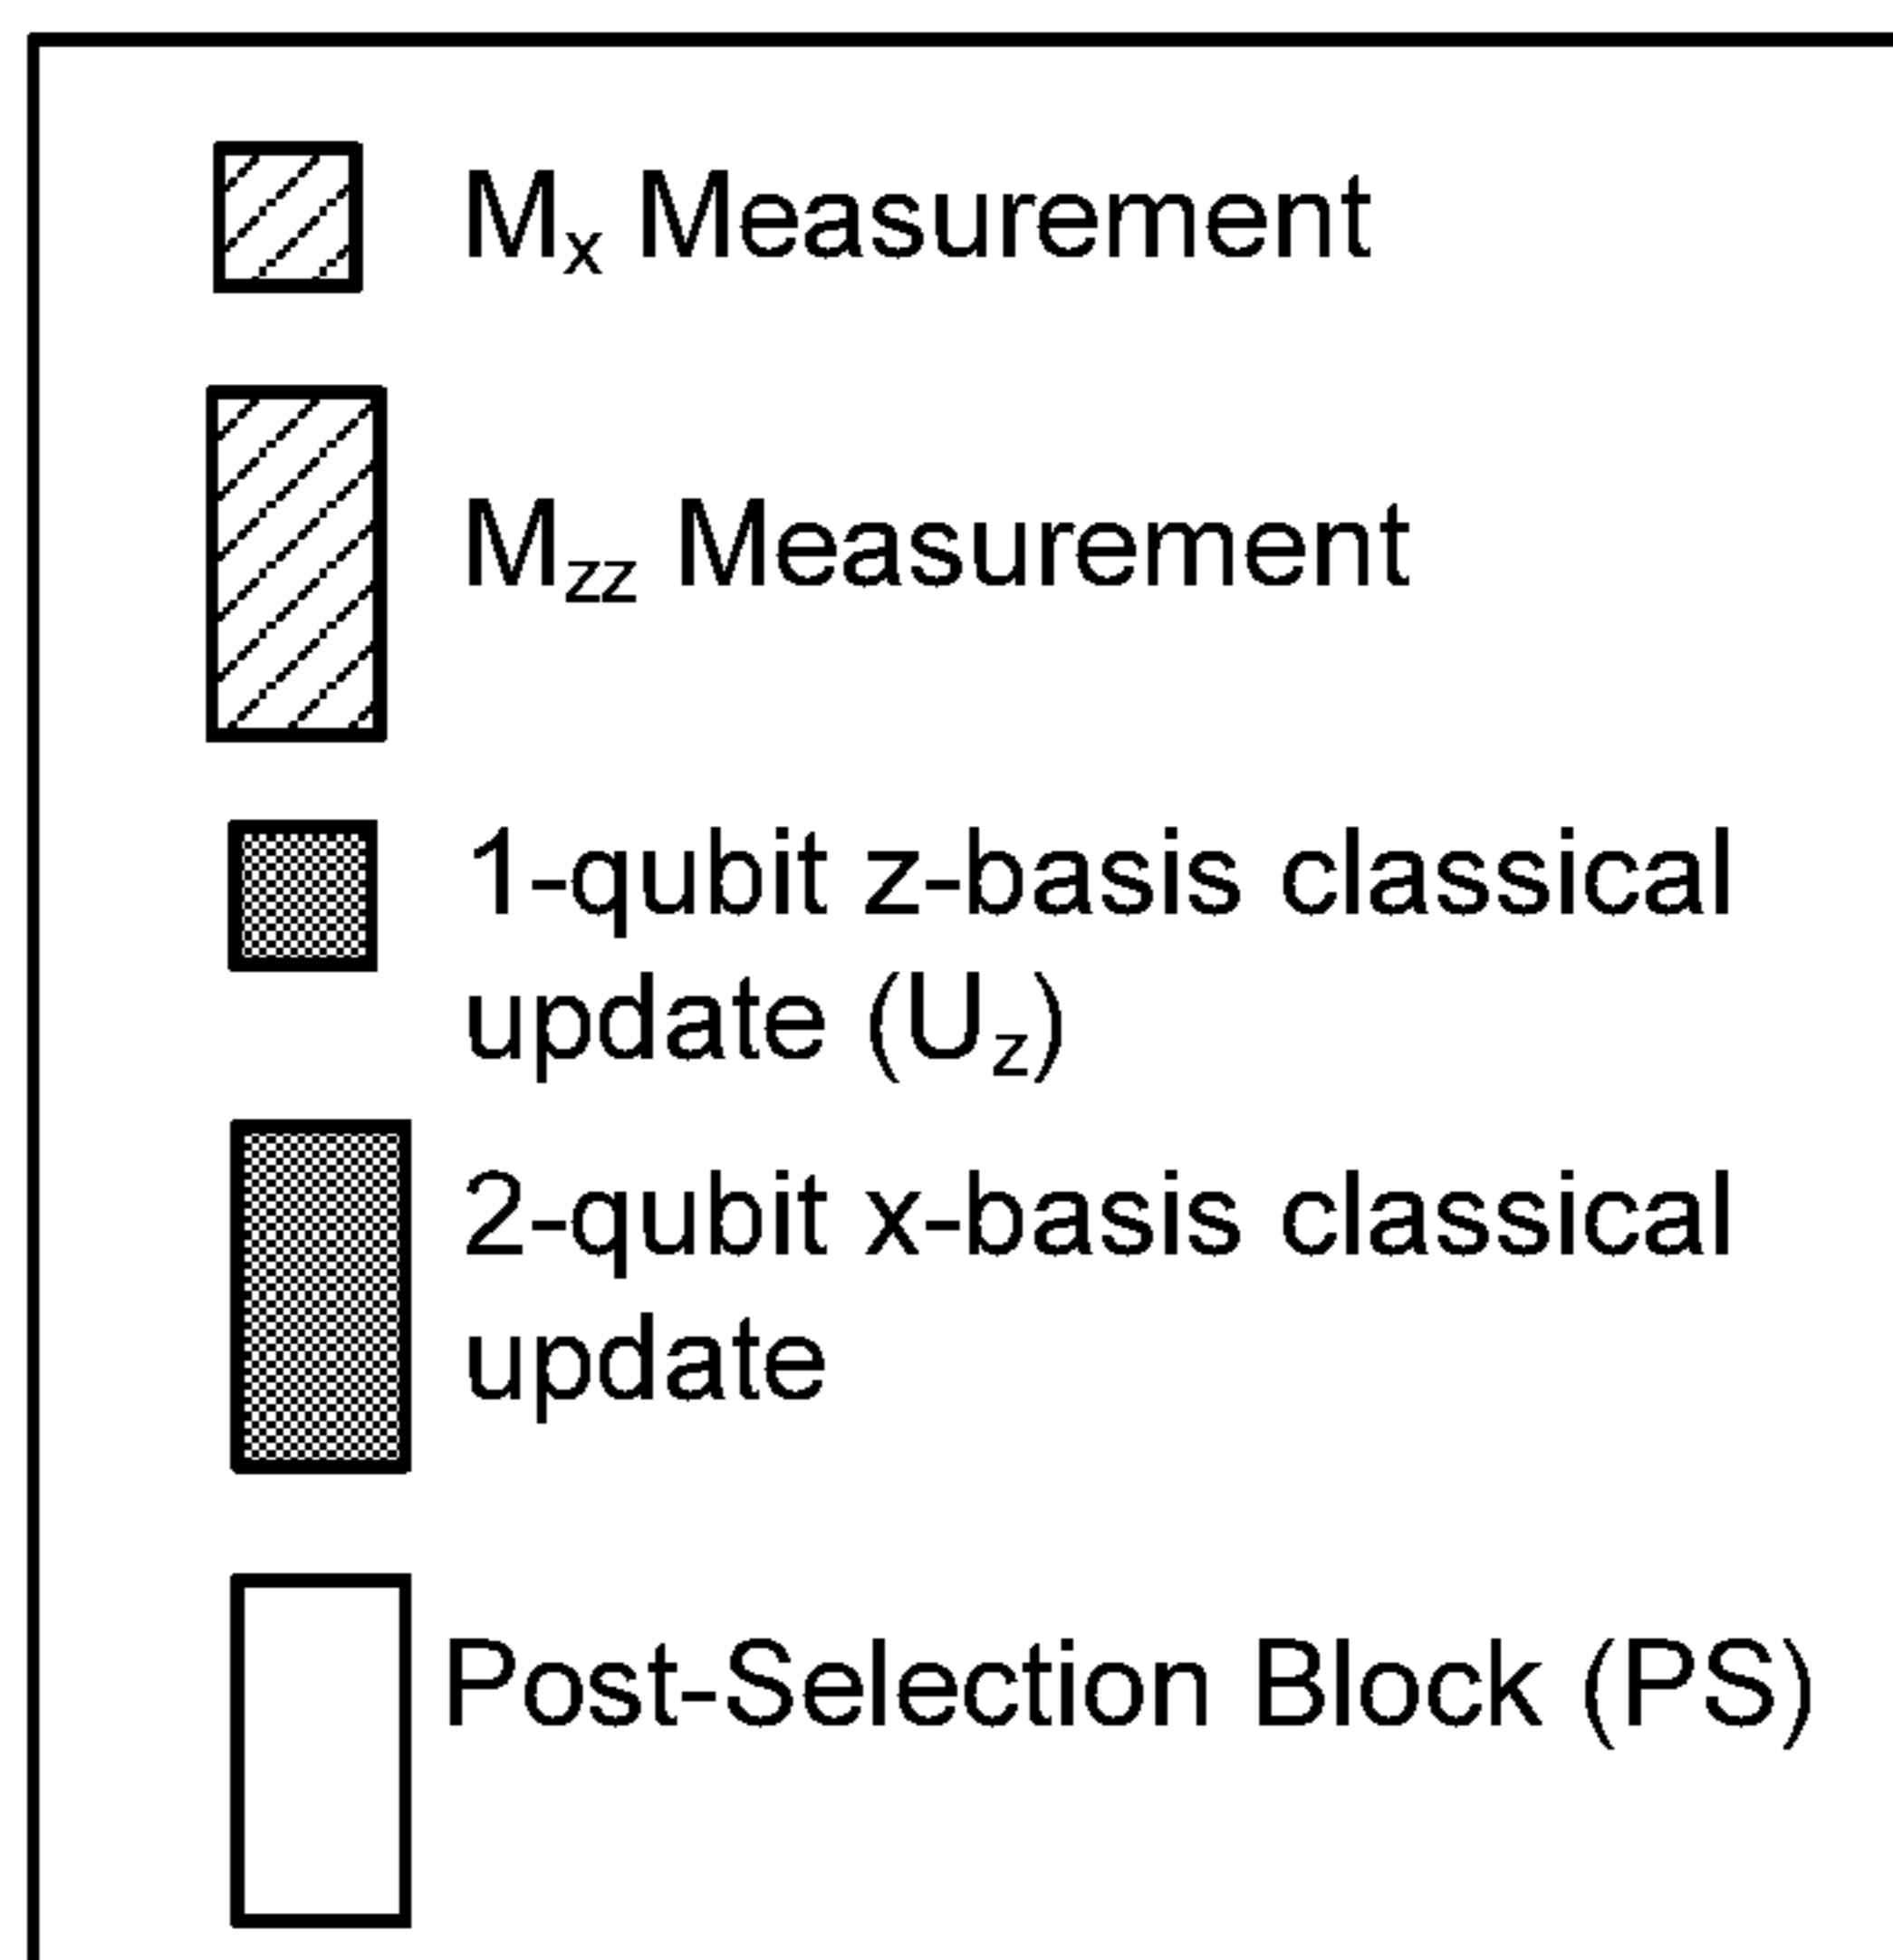 Mx Measurement
Mzz Measurement
1-qubit z-basis classical
update (Uz)
2-qubit x-basis classical
update
Post-Selection Block (PS)